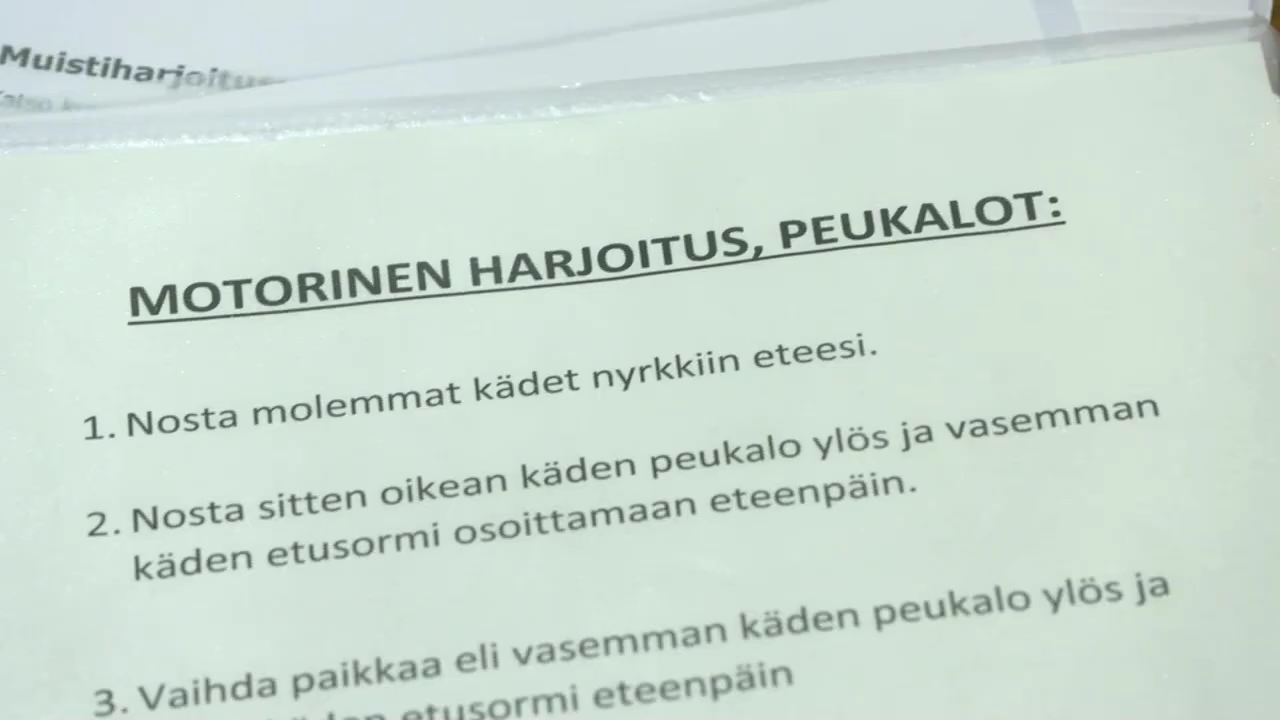 Muistiharjoitus
MOTORINEN HARJOITUS, PEUKALOT:
1. Nosta molemmat kädet nyrkkiin eteesi.
2. Nosta sitten oikean käden peukalo ylös ja vasemman
käden etusormi osoittamaan eteenpäin.
3. Vaihda paikkaa eli vasemman käden peukalo ylös ja
käden etusormi eteenpäin